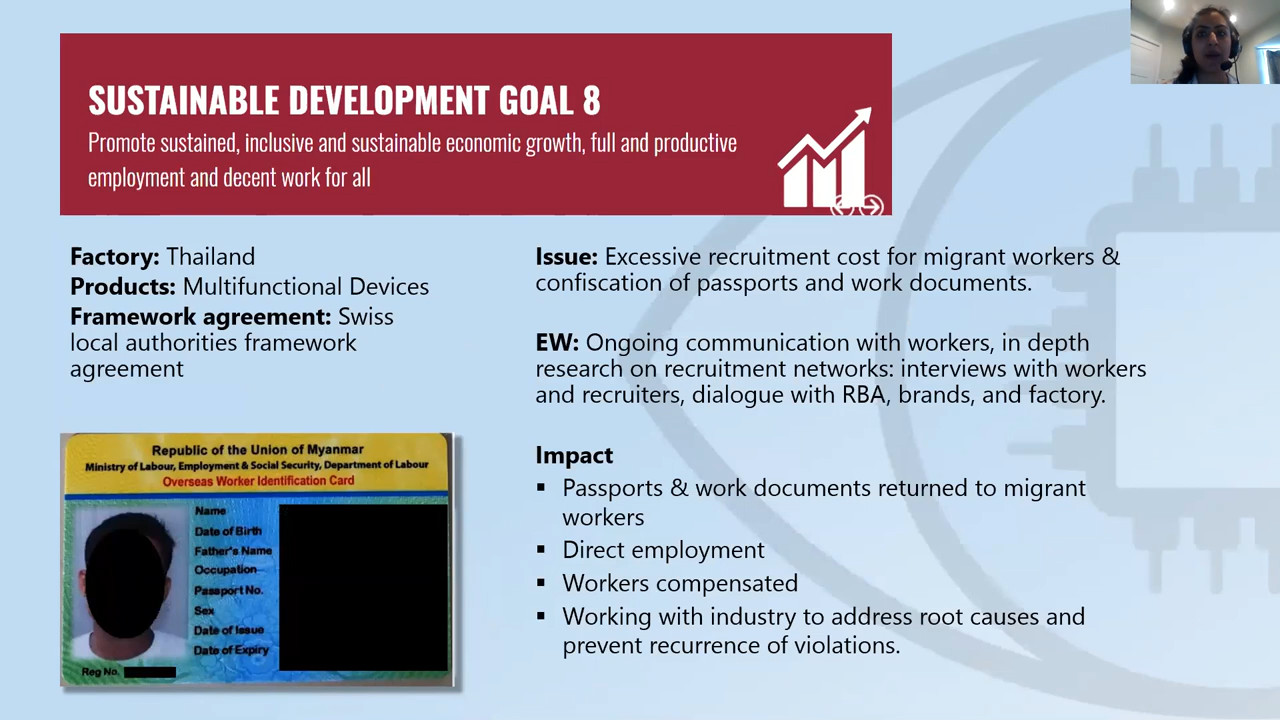 SUSTAINABLE DEVELOPMENT GOAL 8
Promote sustained, inclusive and sustainable economic growth, full and productive
employment and decent work for all
Factory: Thailand
Products: Multifunctional Devices
Framework agreement: Swiss
local authorities framework
agreement
Issue: Excessive recruitment cost for migrant workers &
confiscation of passports and work documents.
EW: Ongoing communication with workers, in depth
research on recruitment networks: interviews with workers
and recruiters, dialogue with RBA, brands, and factory.
Impact
▪ Passports & work documents returned to migrant
workers
▪ Direct employment
▪ Workers compensated
▪ Working with industry to address root causes and
prevent recurrence of violations.
Republic of the Union of Myanmar
Ministry of Labour, Employment & Social Security, Department of Labour
Overseas Worker Identification Card
Name
Date of Birth
Father's Name
Occupation
Passport No.
Sex
Date of Issue
Date of Expiry
Reg No.